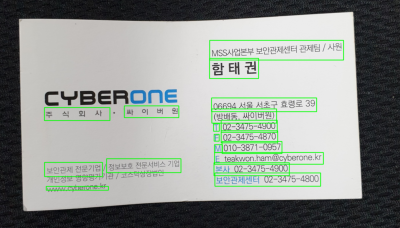 CYBERONE
주식회사 · 싸이버원
보안관제 전문기업 / 정보보호 전문서비스 기업
개인정보 영향평가기관 / 코스닥상장법인
www.cyberone.kr
MSS사업본부 보안관제센터 관제팀 / 사원
함태권
06694 서울 서초구 효령로 39
(방배동, 싸이버원)
T 02-3475-4900
F 02-3475-4870
M 010-3871-0957
E teakwon.ham@cyberone.kr
본사 02-3475-4900
보안관제센터 02-3475-4800